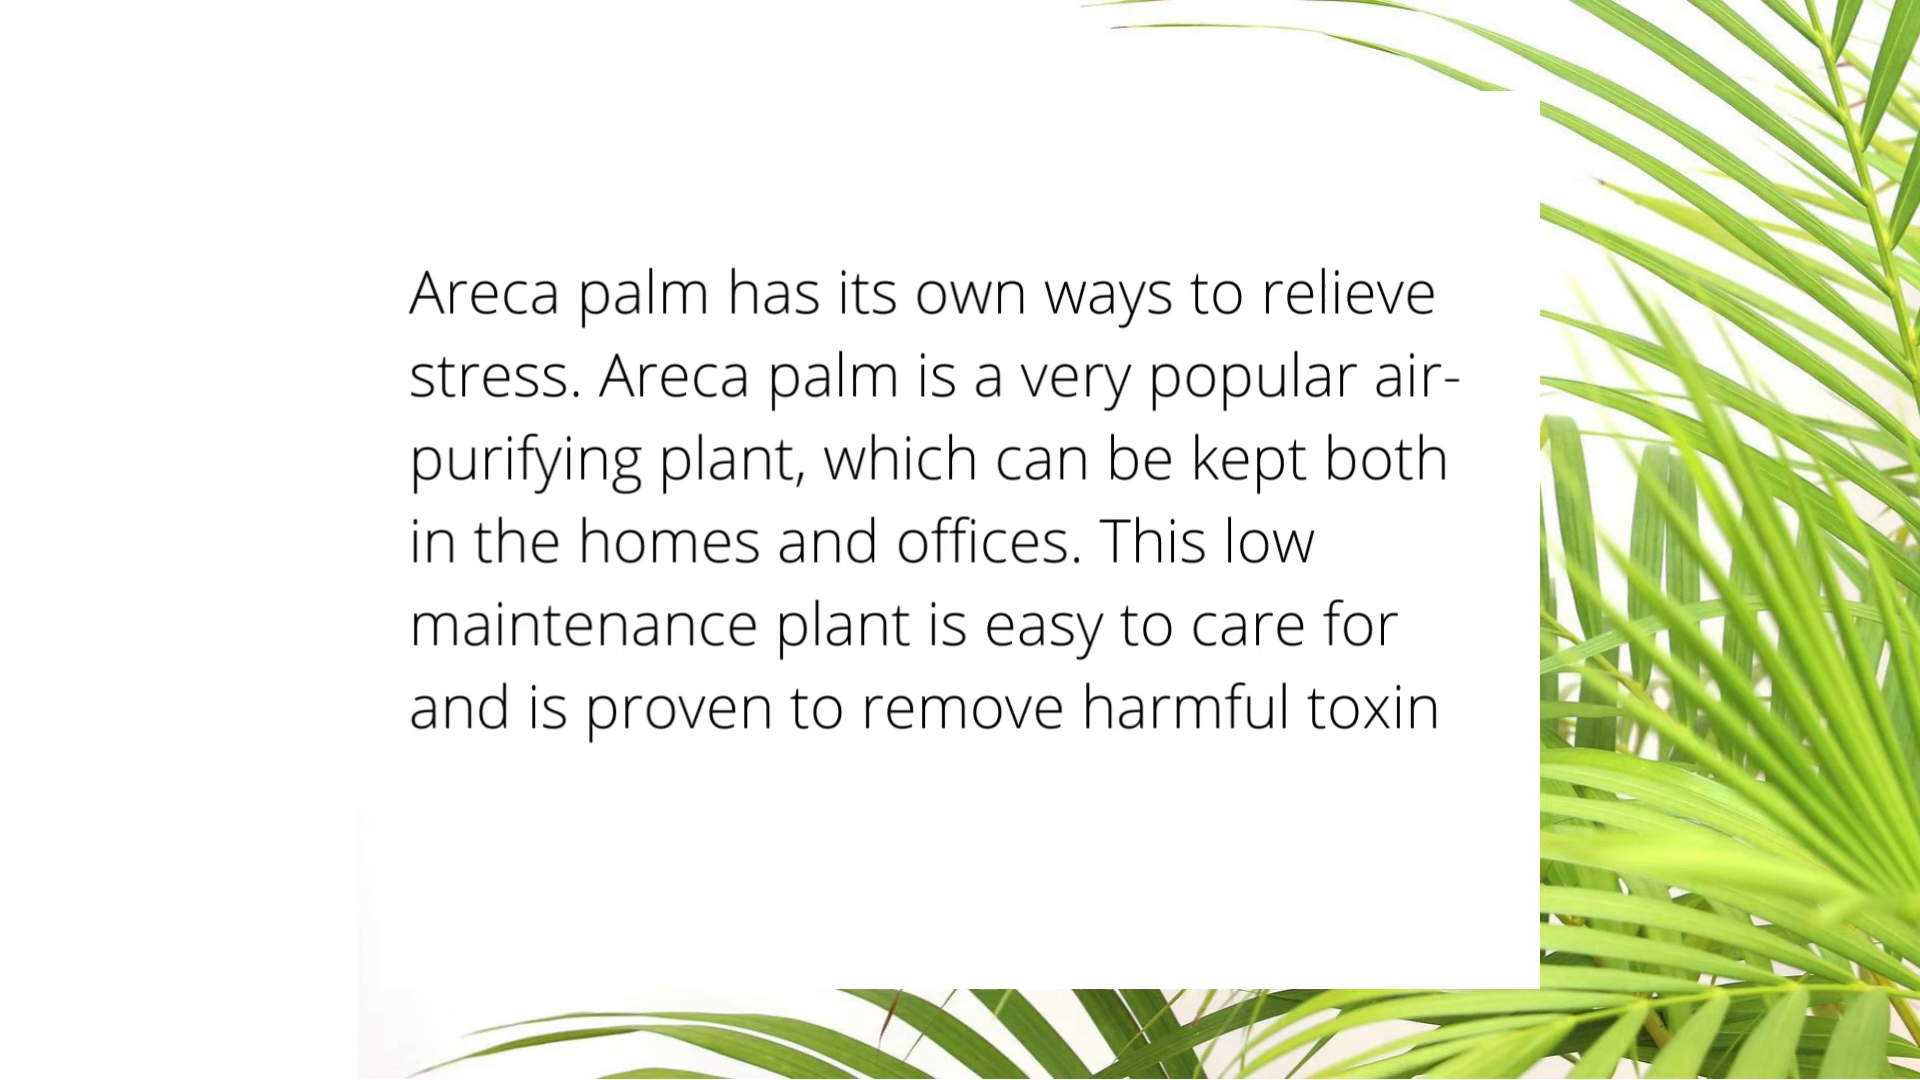 Areca palm has its own ways to relieve
stress. Areca palm is a very popular air-
purifying plant, which can be kept both
in the homes and offices. This low
maintenance plant is easy to care for
and is proven to remove harmful toxin